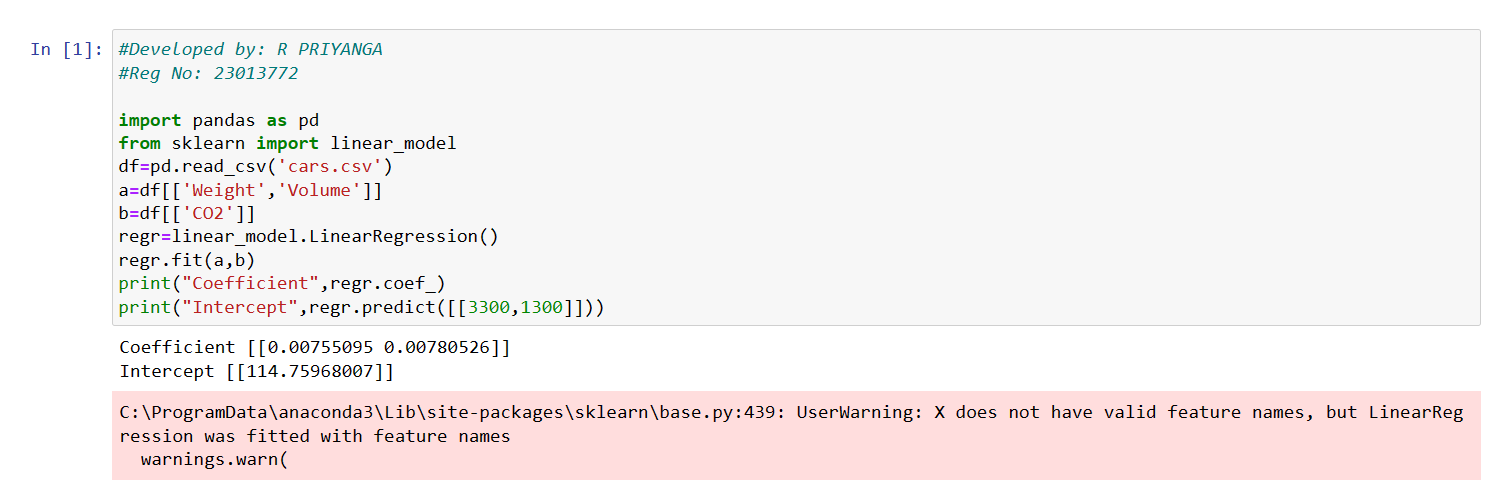 In [1]:
#Developed by: R PRIYANGA
#Reg No: 23013772
import pandas as pd
from sklearn import linear_model
df=pd.read_csv('cars.csv')
a=df[['Weight','Volume']]
b=df[['CO2']]
regr=linear_model.LinearRegression()
regr.fit(a,b)
print("Coefficient",regr.coef_)
print("Intercept",regr.predict([[3300,1300]]))
Coefficient [[0.00755095 0.00780526]]
Intercept [[114.75968007]]
C:\ProgramData\anaconda3\Lib\site-packages\sklearn\base.py:439: UserWarning: X does not have valid feature names, but LinearReg
ression was fitted with feature names
  warnings.warn(